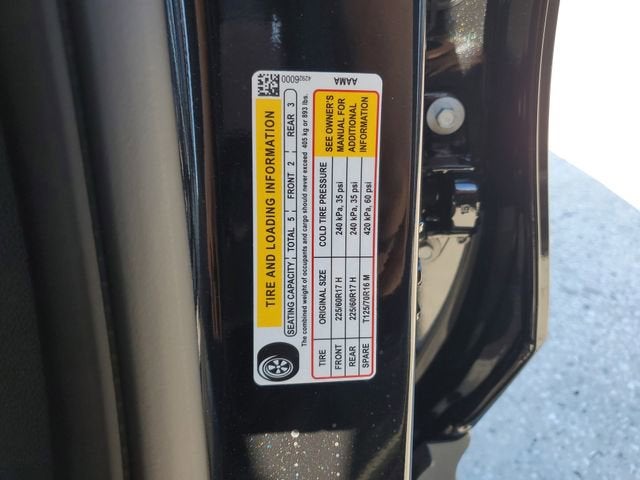 TIRE AND LOADING INFORMATION
SEATING CAPACITY TOTAL 5 FRONT 2 REAR 3
The combined weight of occupants and cargo should never exceed 405 kg or 893 lbs.
TIRE ORIGINAL SIZE COLD TIRE PRESSURE SEE OWNER'S
FRONT 225/60R17 H 240 kPa, 35 psi MANUAL FOR
REAR 225/60R17 H 240 kPa, 35 psi ADDITIONAL
SPARE T125/70R16 M 420 kPa, 60 psi INFORMATION
42926000
AAMA